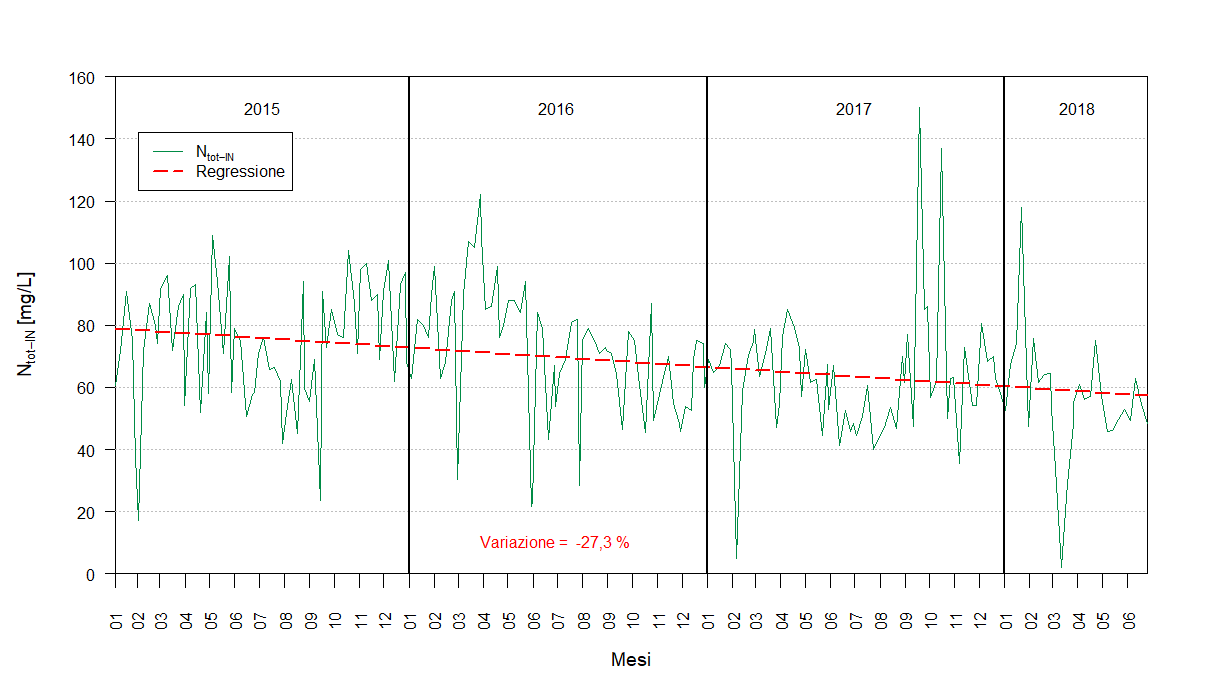 2015 2016 2017 2018
Ntot−IN
Regressione
Ntot−IN [mg/L]
160
140
120
100
80
60
40
20
0
Variazione = -27,3 %
01 02 03 04 05 06 07 08 09 10 11 12 01 02 03 04 05 06 07 08 09 10 11 12 01 02 03 04 05 06 07 08 09 10 11 12 01 02 03 04 05 06
Mesi